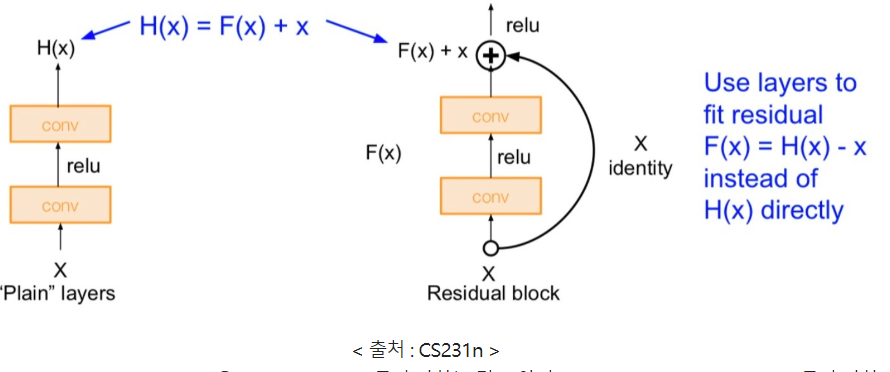 H(x) = F(x) + x
H(x)
conv
relu
conv
X
"Plain" layers
relu
F(x) + x
conv
F(x)
relu
conv
X
identity
X
Residual block
Use layers to
fit residual
F(x) = H(x) - x
instead of
H(x) directly
< 출처 : CS231n >